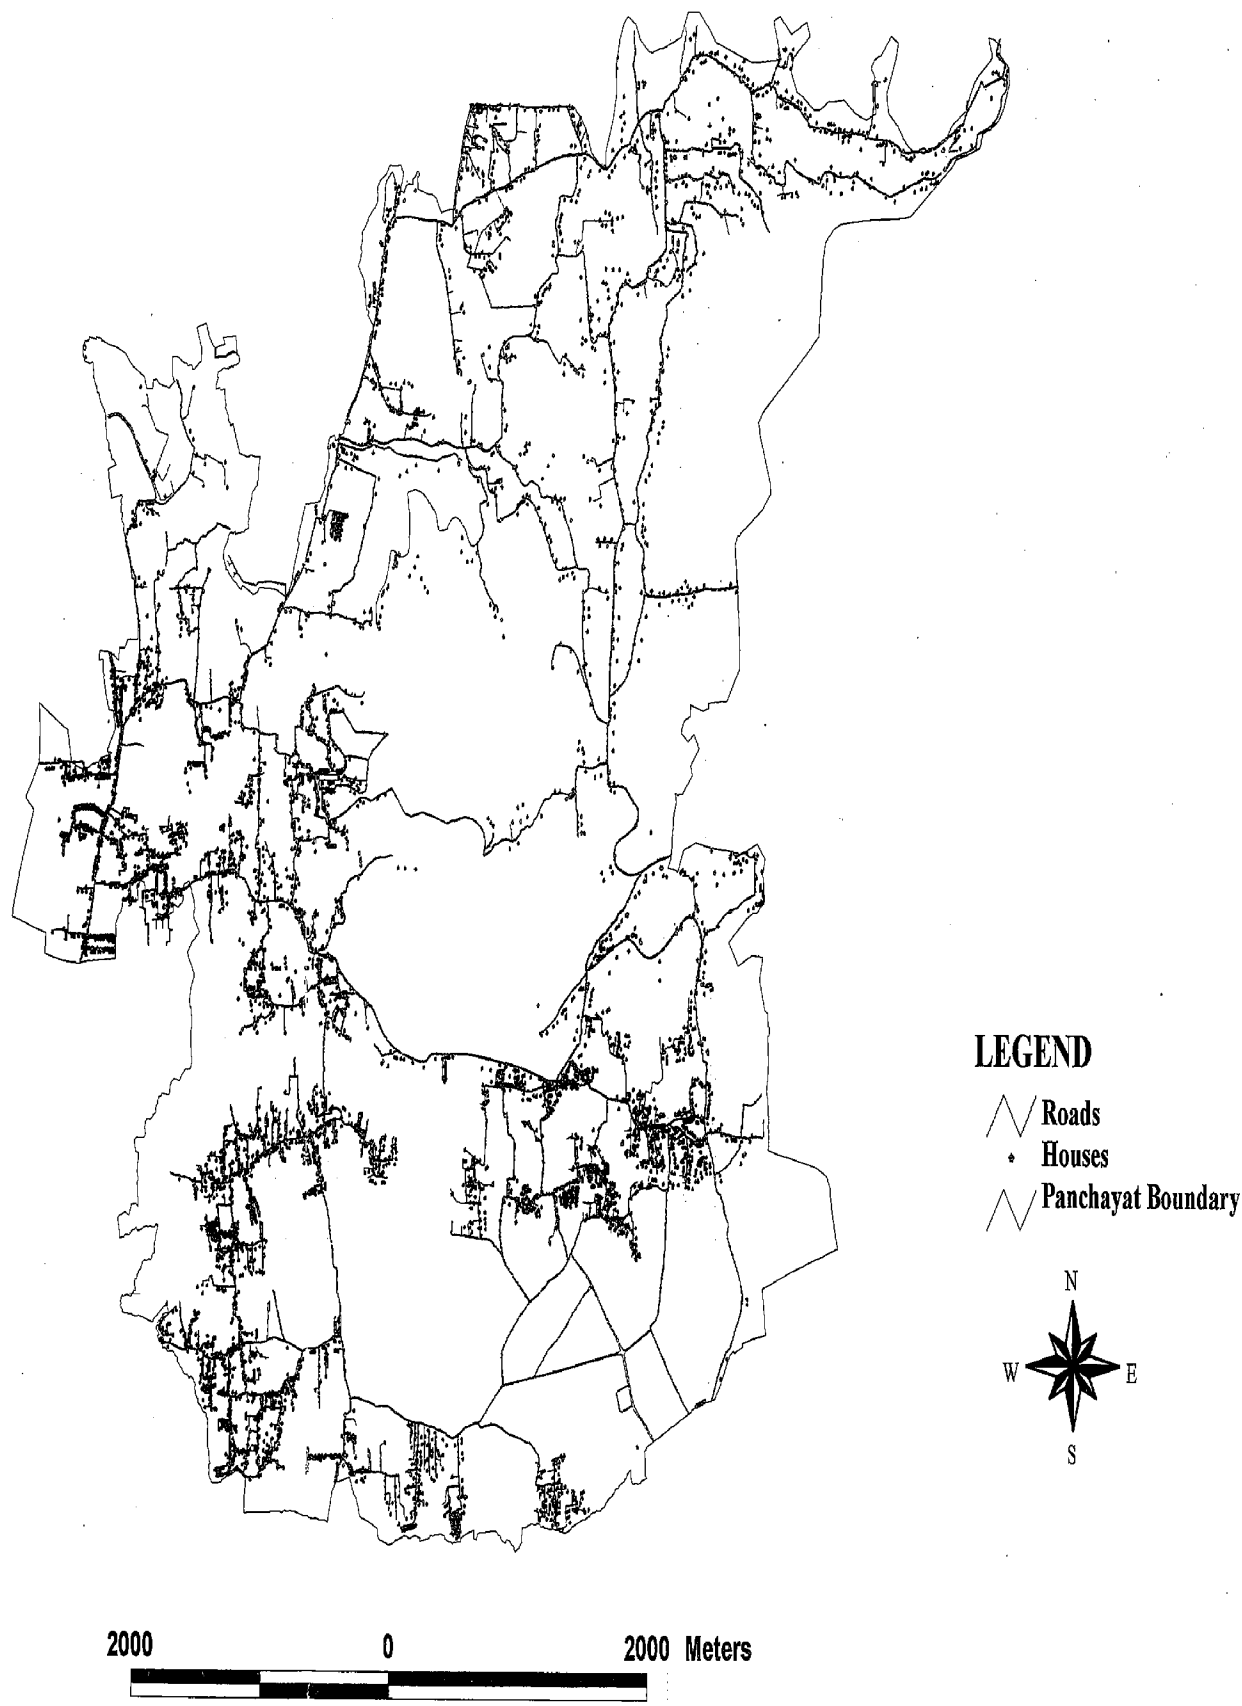 LEGEND
Roads
Houses
Panchayat Boundary
N
W E
S
2000 0 2000 Meters